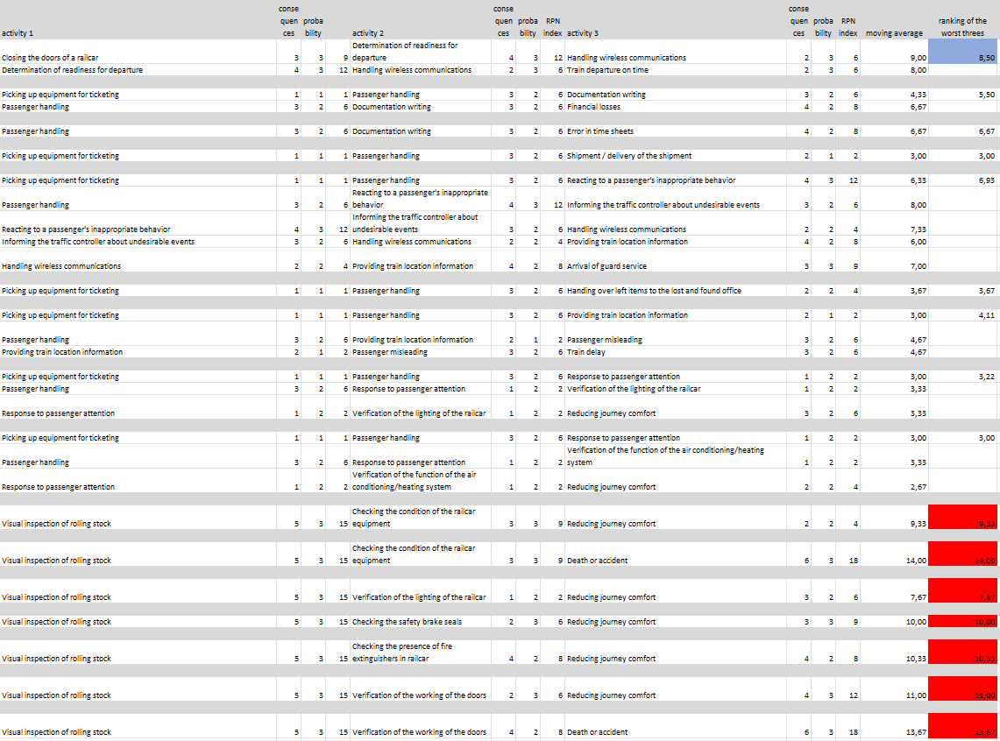 conse quen ces proba bility conse quen ces proba bility RPN index conse quen ces proba bility RPN index ranking of the worst threes
activity 1 activity 2 activity 3 moving average
Determination of readiness for
Closing the doors of a railcar 3 3 9 departure 4 3 12 Handling wireless communications 2 3 6 9,00 8,50
Determination of readiness for departure 4 3 12 Handling wireless communications 2 3 6 Train departure on time 2 3 6 8,00
Picking up equipment for ticketing 1 1 1 Passenger handling 3 2 6 Documentation writing 3 2 6 4,33 5,50
Passenger handling 3 2 6 Documentation writing 3 2 6 Financial losses 4 2 8 6,67
Passenger handling 3 2 6 Documentation writing 3 2 6 Error in time sheets 4 2 8 6,67 6,67
Picking up equipment for ticketing 1 1 1 Passenger handling 3 2 6 Shipment / delivery of the shipment 2 1 2 3,00 3,00
Picking up equipment for ticketing 1 1 1 Passenger handling 3 2 6 Reacting to a passenger's inappropriate behavior 4 3 12 6,33 6,93
Reacting to a passenger's inappropriate
Passenger handling 3 2 6 behavior 4 3 12 Informing the traffic controller about undesirable events 3 2 6 8,00
Informing the traffic controller about
Reacting to a passenger's inappropriate behavior 4 3 12 undesirable events 3 2 6 Handling wireless communications 2 2 4 7,33
Informing the traffic controller about undesirable events 3 2 6 Handling wireless communications 2 2 4 Providing train location information 4 2 8 6,00
Handling wireless communications 2 2 4 Providing train location information 4 2 8 Arrival of guard service 3 3 9 7,00
Picking up equipment for ticketing 1 1 1 Passenger handling 3 2 6 Handing over left items to the lost and found office 2 2 4 3,67 3,67
Picking up equipment for ticketing 1 1 1 Passenger handling 3 2 6 Providing train location information 2 1 2 3,00 4,11
Passenger handling 3 2 6 Providing train location information 2 1 2 Passenger misleading 3 2 6 4,67
Providing train location information 2 1 2 Passenger misleading 3 2 6 Train delay 3 2 6 4,67
Picking up equipment for ticketing 1 1 1 Passenger handling 3 2 6 Response to passenger attention 1 2 2 3,00 3,22
Passenger handling 3 2 6 Response to passenger attention 1 2 2 Verification of the lighting of the railcar 1 2 2 3,33
Response to passenger attention 1 2 2 Verification of the lighting of the railcar 1 2 2 Reducing journey comfort 3 2 6 3,33
Picking up equipment for ticketing 1 1 1 Passenger handling 3 2 6 Response to passenger attention 1 2 2 3,00 3,00
Verification of the function of the air conditioning/heating
Passenger handling 3 2 6 Response to passenger attention 1 2 2 system 1 2 2 3,33
Verification of the function of the air
Response to passenger attention 1 2 2 conditioning/heating system 1 2 2 Reducing journey comfort 2 2 4 2,67
Checking the condition of the railcar
Visual inspection of rolling stock 5 3 15 equipment 3 3 9 Reducing journey comfort 2 2 4 9,33 9,33
Checking the condition of the railcar
Visual inspection of rolling stock 5 3 15 equipment 3 3 9 Death or accident 6 3 18 14,00 14,00
Visual inspection of rolling stock 5 3 15 Verification of the lighting of the railcar 1 2 2 Reducing journey comfort 3 2 6 7,67 7,67
Visual inspection of rolling stock 5 3 15 Checking the safety brake seals 2 3 6 Reducing journey comfort 3 3 9 10,00 10,00
Checking the presence of fire
Visual inspection of rolling stock 5 3 15 extinguishers in railcar 4 2 8 Reducing journey comfort 4 2 8 10,33 10,33
Visual inspection of rolling stock 5 3 15 Verification of the working of the doors 2 3 6 Reducing journey comfort 4 3 12 11,00 11,00
Visual inspection of rolling stock 5 3 15 Verification of the working of the doors 4 2 8 Death or accident 6 3 18 13,67 13,67